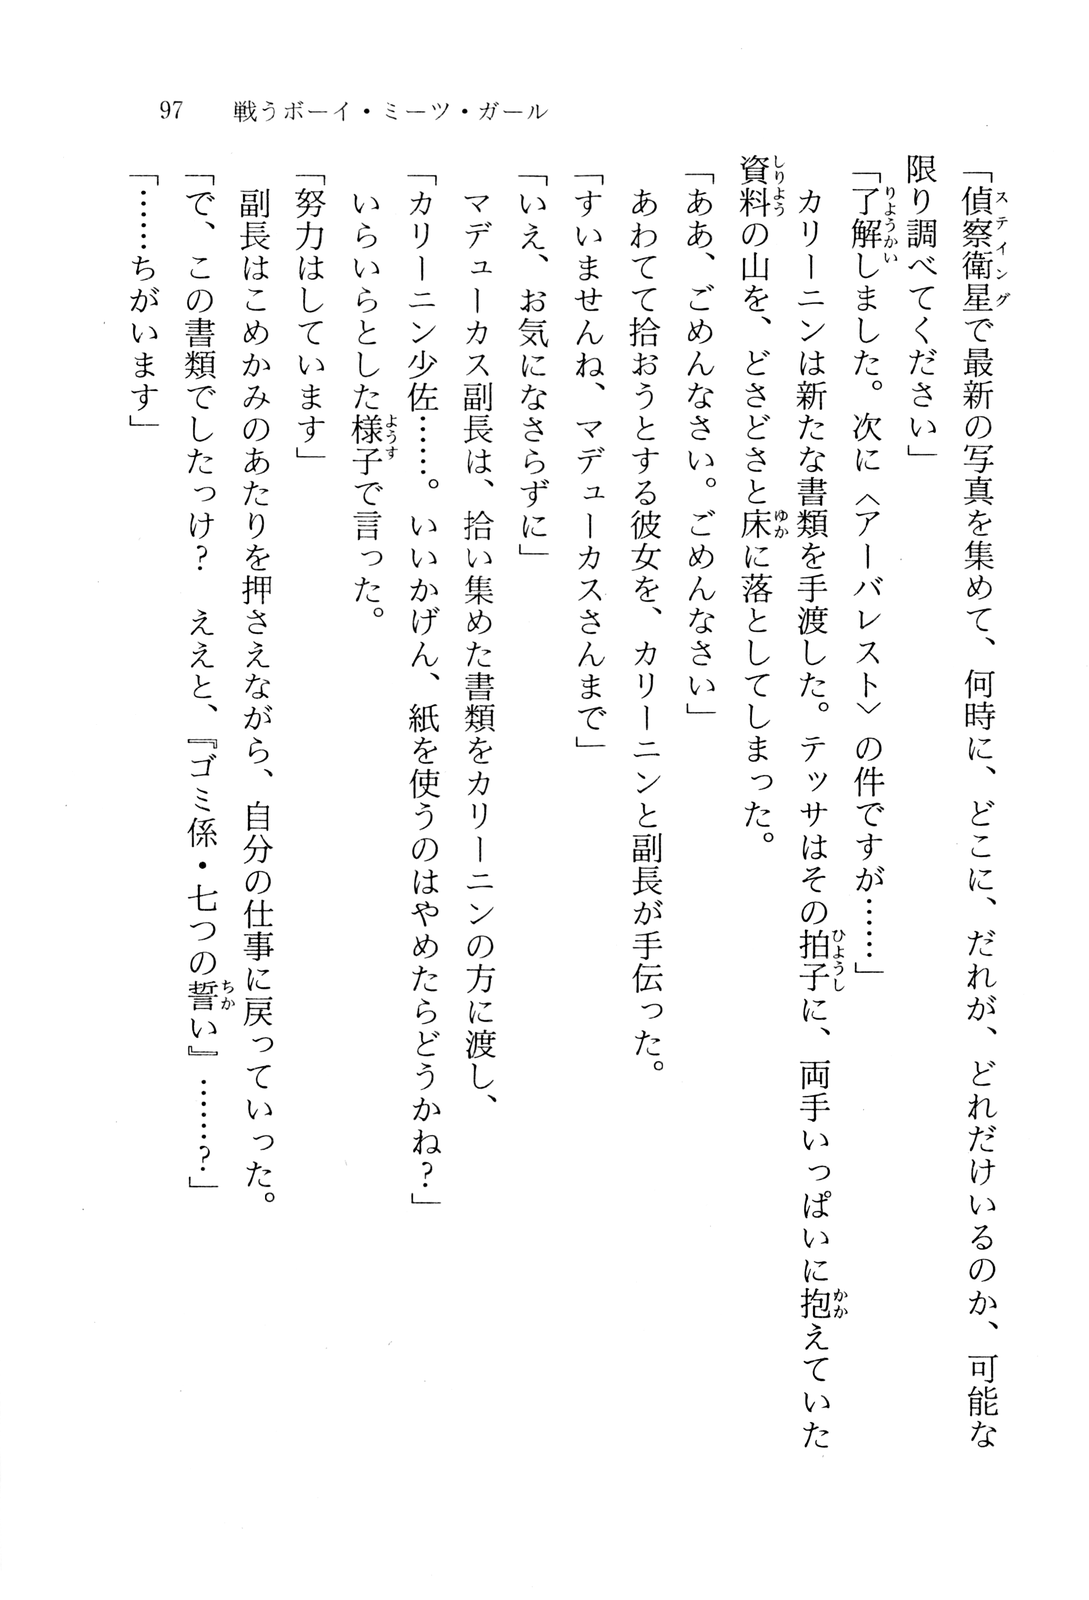 97　戦うボーイ・ミーツ・ガール
「偵察衛星で最新の写真を集めて、何時に、どこに、だれが、どれだけいるのか、可能な
限り調べてください」
「了解しました。次に〈アーバレスト〉の件ですが……」
　カリーニンは新たな書類を手渡した。テッサはその拍子に、両手いっぱいに抱えていた
資料の山を、どさどさと床に落としてしまった。
「ああ、ごめんなさい。ごめんなさい」
　あわてて拾おうとする彼女を、カリーニンと副長が手伝った。
「すいませんね、マデューカスさんまで」
「いえ、お気になさらずに」
　マデューカス副長は、拾い集めた書類をカリーニンの方に渡し、
「カリーニン少佐……。いいかげん、紙を使うのはやめたらどうかね？」
　いらいらとした様子で言った。
「努力はしています」
　副長はこめかみのあたりを押さえながら、自分の仕事に戻っていった。
「で、この書類でしたっけ？　ええと、『ゴミ係・七つの誓い』……？」
「……ちがいます」